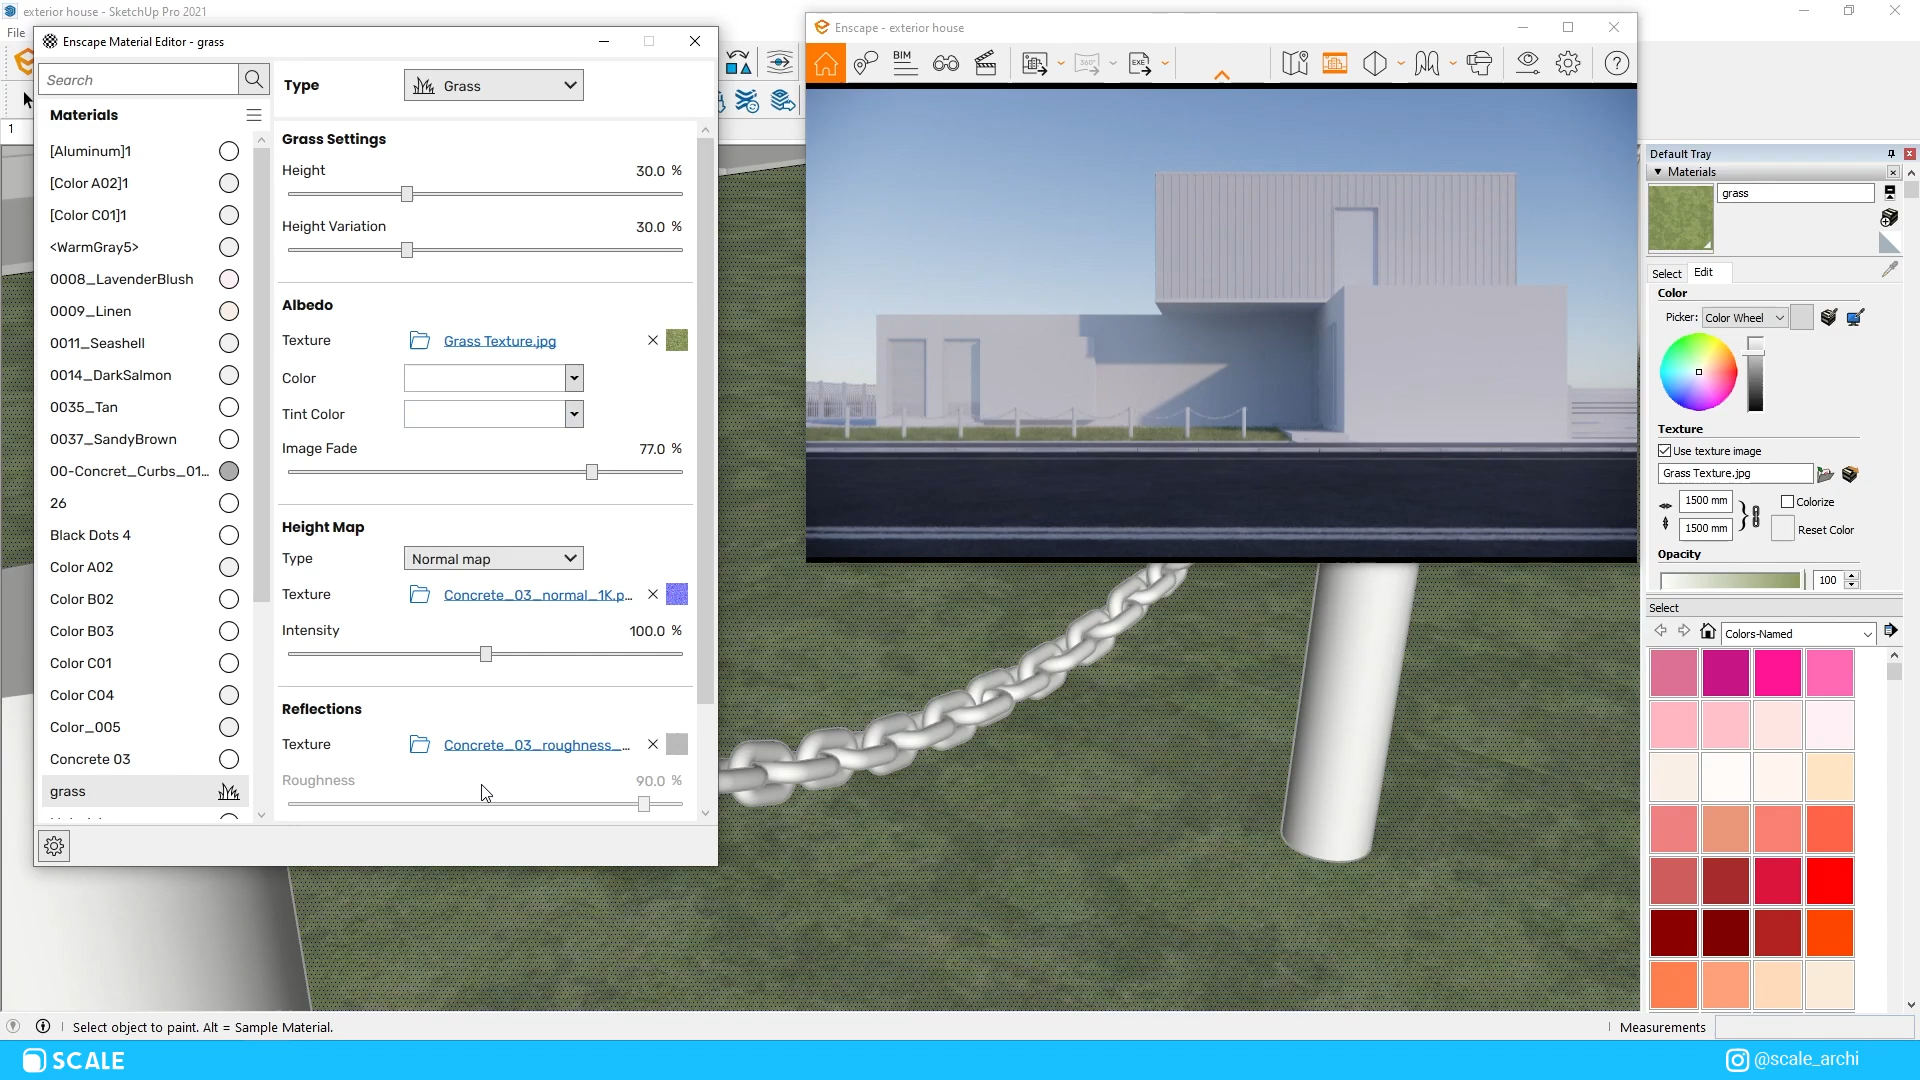 exterior house - SketchUp Pro 2021
File
Enscape Material Editor - grass
Search
Materials
[Aluminum]1
[Color A02]1
[Color C01]1
<WarmGray5>
0008_LavenderBlush
0009_Linen
0011_Seashell
0014_DarkSalmon
0035_Tan
0037_SandyBrown
00-Concret_Curbs_01...
26
Black Dots 4
Color A02
Color B02
Color B03
Color C01
Color C04
Color_005
Concrete 03
grass
Type
Grass
Grass Settings
Height
30.0 %
Height Variation
30.0 %
Albedo
Texture
Grass Texture.jpg
Color
Tint Color
Image Fade
77.0 %
Height Map
Type
Normal map
Texture
Concrete_03_normal_1K.p...
Intensity
100.0 %
Reflections
Texture
Concrete_03_roughness_...
Roughness
90.0 %
1
Enscape - exterior house
BIM
360°
EXE
Default Tray
Materials
grass
Select
Edit
Color
Picker:
Color Wheel
Texture
Use texture image
Grass Texture.jpg
1500 mm
Colorize
1500 mm
Reset Color
Opacity
100
Select
Colors-Named
Select object to paint. Alt = Sample Material.
Measurements
SCALE
@scale_archi